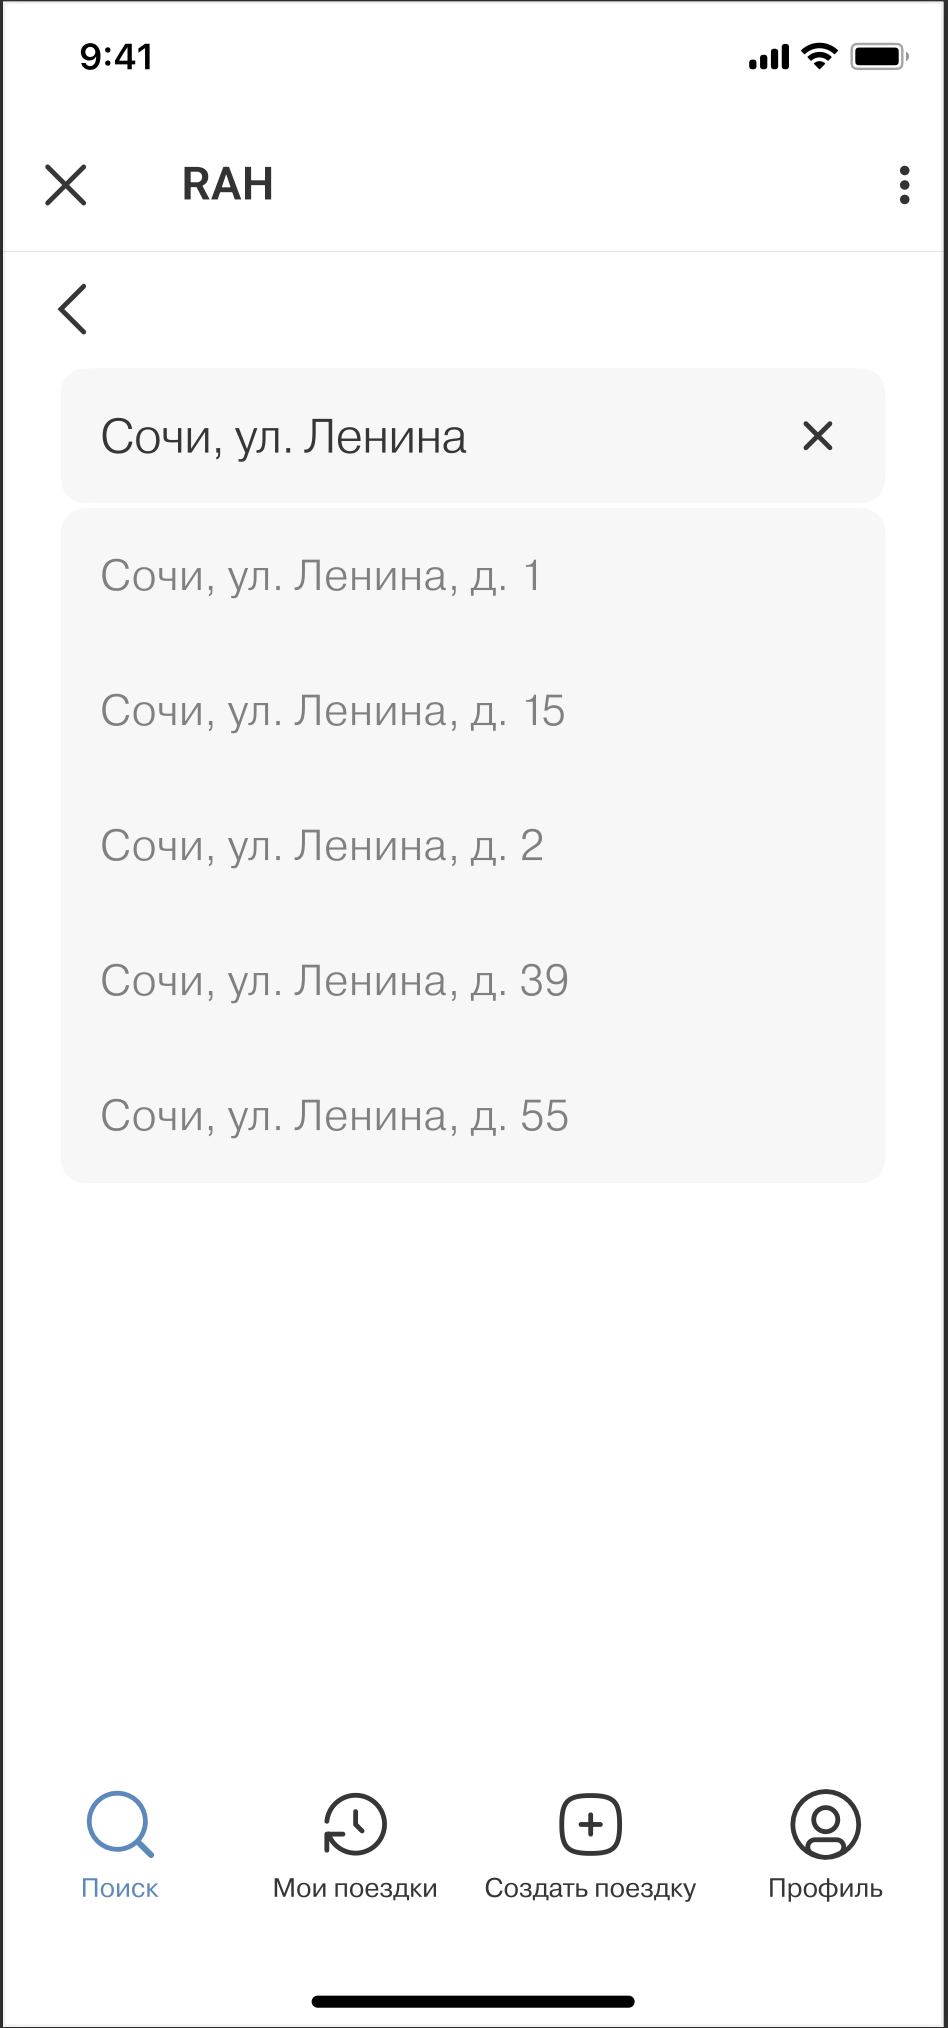 9:41
RAH
Сочи, ул. Ленина
Сочи, ул. Ленина, д. 1
Сочи, ул. Ленина, д. 15
Сочи, ул. Ленина, д. 2
Сочи, ул. Ленина, д. 39
Сочи, ул. Ленина, д. 55
Поиск
Мои поездки
Создать поездку
Профиль